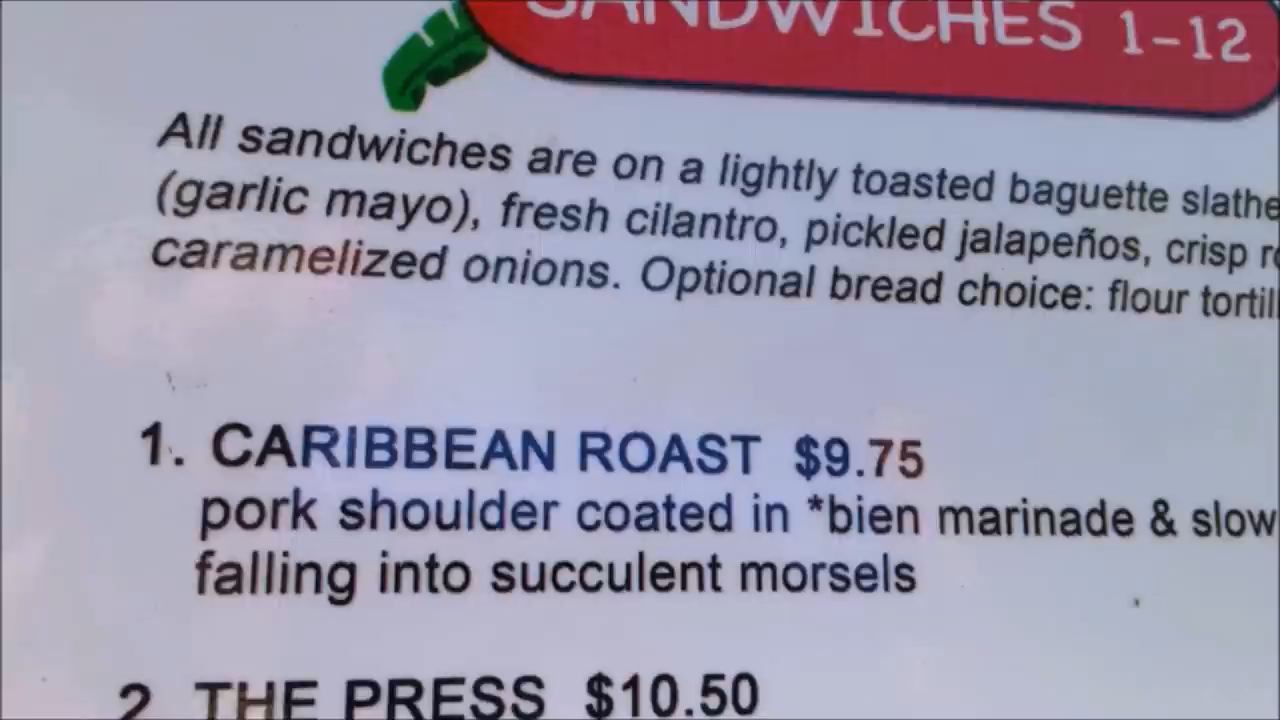 SANDWICHES 1-12
All sandwiches are on a lightly toasted baguette slathe
(garlic mayo), fresh cilantro, pickled jalapeños, crisp ro
caramelized onions. Optional bread choice: flour tortill
1. CARIBBEAN ROAST $9.75
pork shoulder coated in *bien marinade & slow
falling into succulent morsels
2 THE PRESS $10.50